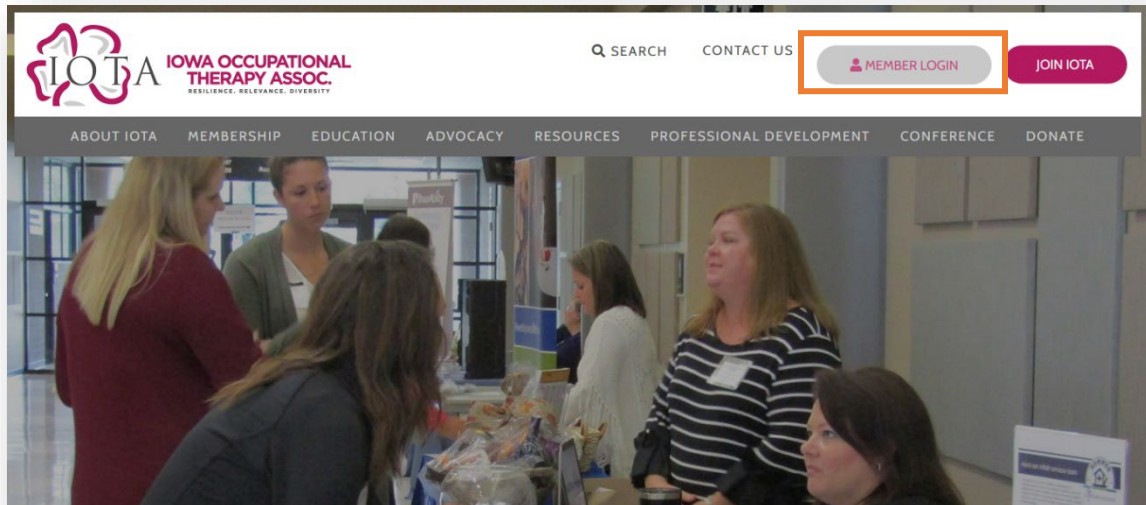 IOTA
IOWA OCCUPATIONAL
THERAPY ASSOC.
RESILIENCE. RELEVANCE. DIVERSITY
SEARCH
CONTACT US
MEMBER LOGIN
JOIN IOTA
ABOUT IOTA
MEMBERSHIP
EDUCATION
ADVOCACY
RESOURCES
PROFESSIONAL DEVELOPMENT
CONFERENCE
DONATE